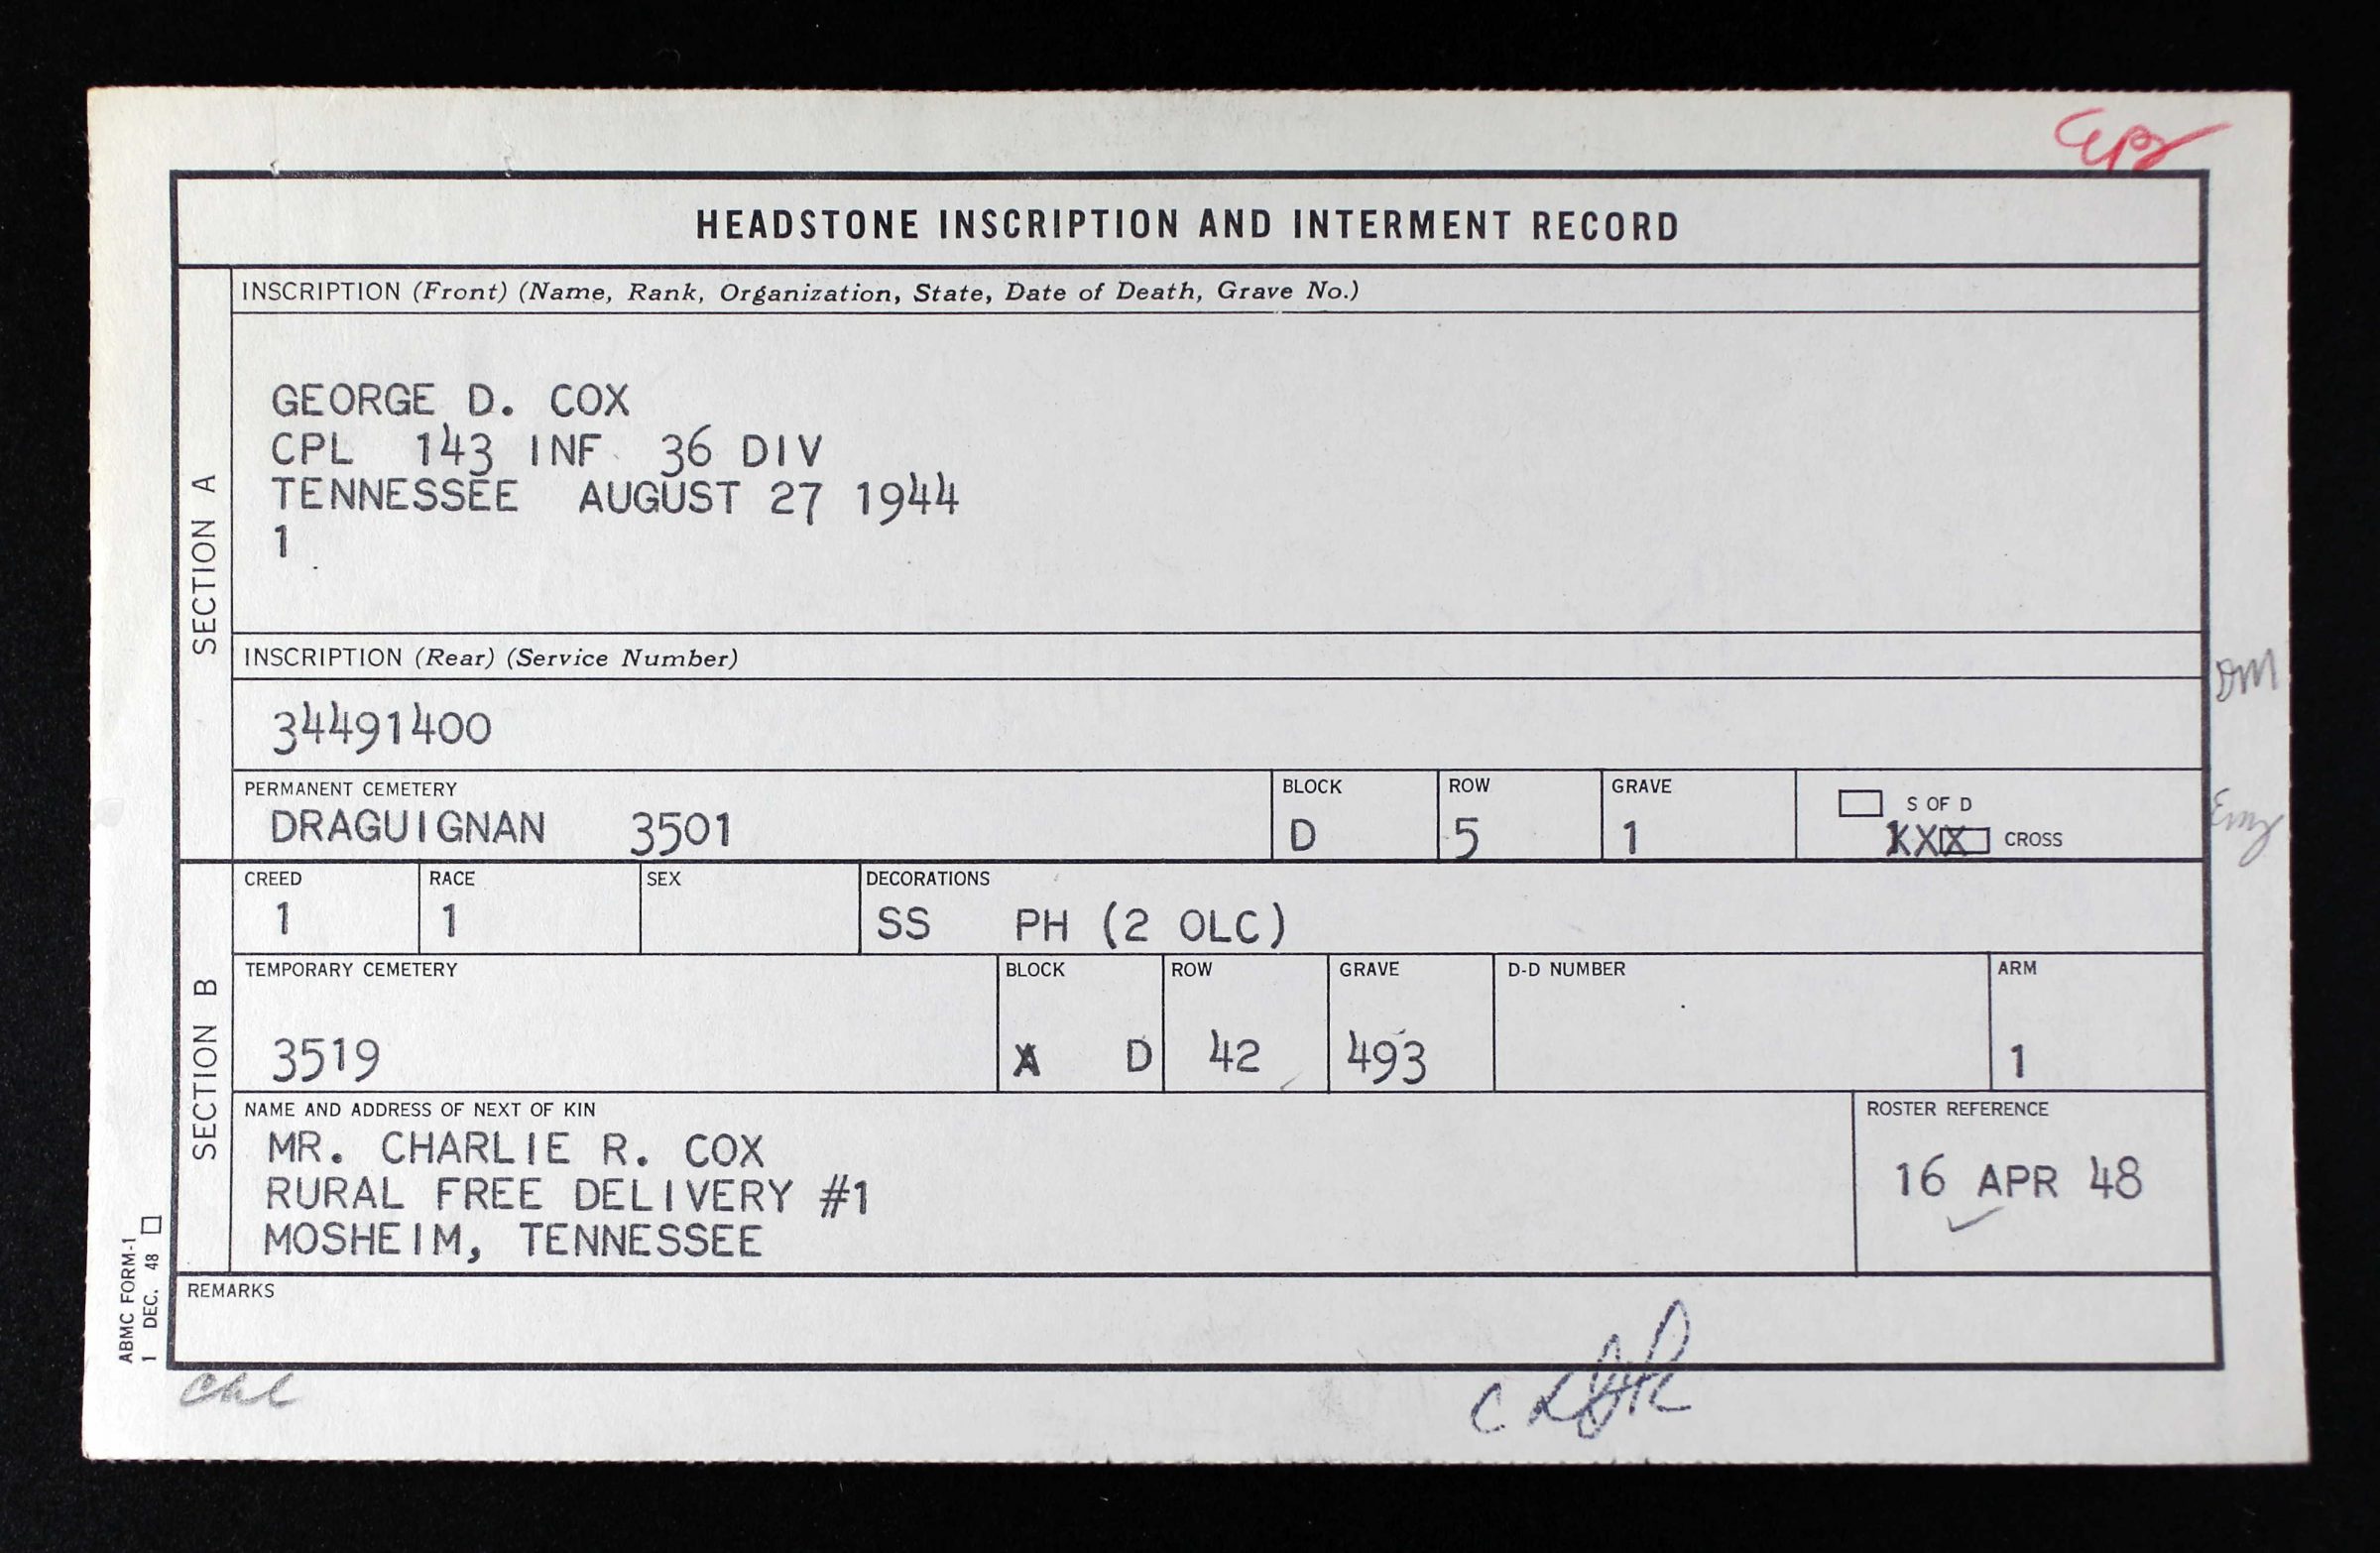 HEADSTONE INSCRIPTION AND INTERMENT RECORD
SECTION A
INSCRIPTION (Front) (Name, Rank, Organization, State, Date of Death, Grave No.)
GEORGE D. COX
CPL 143 INF 36 DIV
TENNESSEE AUGUST 27 1944
1
INSCRIPTION (Rear) (Service Number)
34491400
DM
PERMANENT CEMETERY BLOCK ROW GRAVE
DRAGUIGNAN 3501 D 5 1
S OF D
XXX CROSS
SECTION B
CREED RACE SEX DECORATIONS
1 1 SS PH (2 OLC)
TEMPORARY CEMETERY BLOCK ROW GRAVE D-D NUMBER ARM
3519 D 42 493 1
NAME AND ADDRESS OF NEXT OF KIN ROSTER REFERENCE
MR. CHARLIE R. COX
RURAL FREE DELIVERY #1 16 APR 48
MOSHEIM, TENNESSEE
REMARKS
ABMC FORM-1
1 DEC. 48